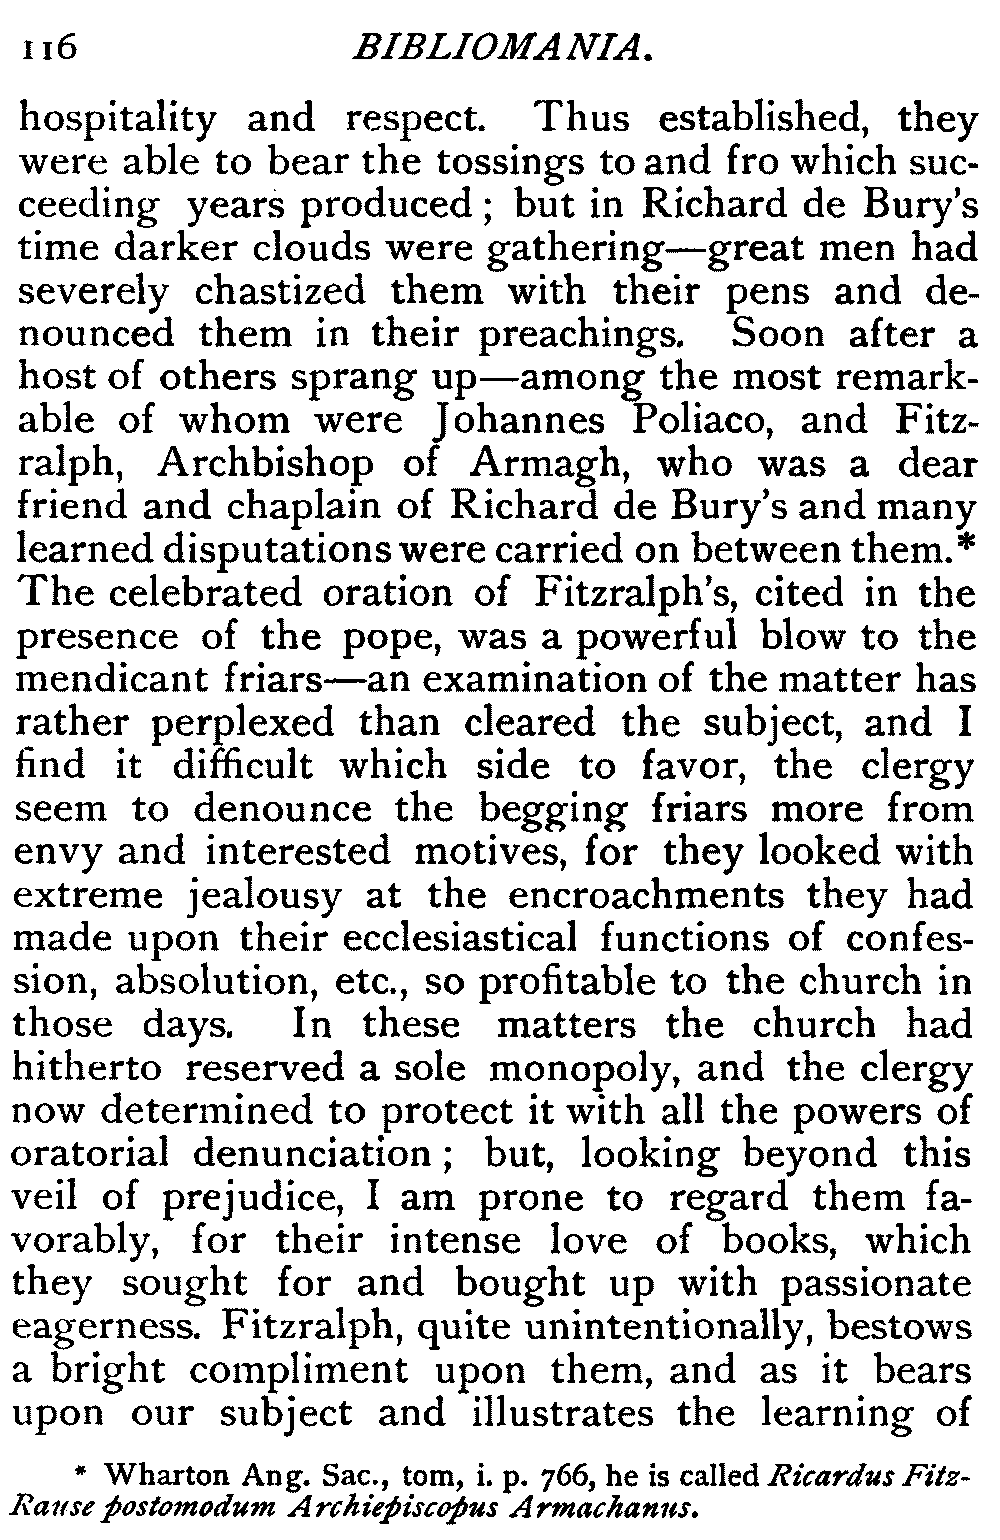 116 BIBLIOMANIA.
hospitality and respect. Thus established, they
were able to bear the tossings to and fro which suc-
ceeding years produced ; but in Richard de Bury's
time darker clouds were gathering—great men had
severely chastized them with their pens and de-
nounced them in their preachings. Soon after a
host of others sprang up—among the most remark-
able of whom were Johannes Poliaco, and Fitz-
ralph, Archbishop of Armagh, who was a dear
friend and chaplain of Richard de Bury's and many
learned disputations were carried on between them.*
The celebrated oration of Fitzralph's, cited in the
presence of the pope, was a powerful blow to the
mendicant friars—an examination of the matter has
rather perplexed than cleared the subject, and I
find it difficult which side to favor, the clergy
seem to denounce the begging friars more from
envy and interested motives, for they looked with
extreme jealousy at the encroachments they had
made upon their ecclesiastical functions of confes-
sion, absolution, etc., so profitable to the church in
those days. In these matters the church had
hitherto reserved a sole monopoly, and the clergy
now determined to protect it with all the powers of
oratorial denunciation ; but, looking beyond this
veil of prejudice, I am prone to regard them fa-
vorably, for their intense love of books, which
they sought for and bought up with passionate
eagerness. Fitzralph, quite unintentionally, bestows
a bright compliment upon them, and as it bears
upon our subject and illustrates the learning of
* Wharton Ang. Sac., tom, i. p. 766, he is called Ricardus Fitz-
Rause postomodum Archiepiscopus Armachanus.